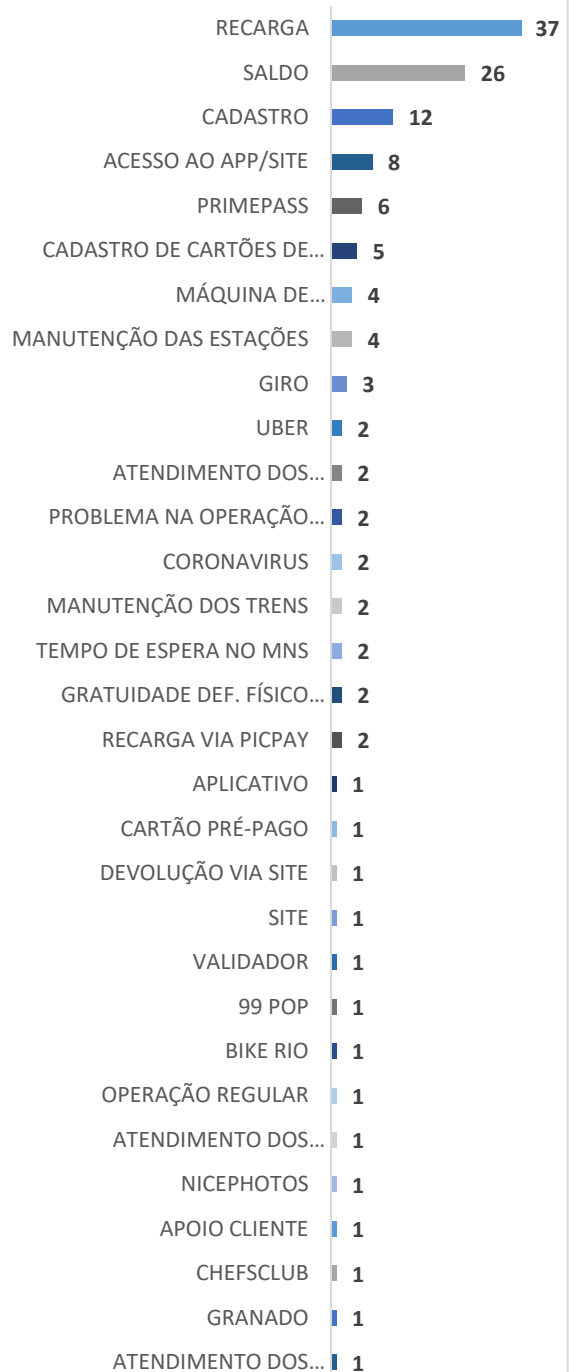 RECARGA 37
SALDO 26
CADASTRO 12
ACESSO AO APP/SITE 8
PRIMEPASS 6
CADASTRO DE CARTÕES DE... 5
MÁQUINA DE... 4
MANUTENÇÃO DAS ESTAÇÕES 4
GIRO 3
UBER 2
ATENDIMENTO DOS... 2
PROBLEMA NA OPERAÇÃO... 2
CORONAVIRUS 2
MANUTENÇÃO DOS TRENS 2
TEMPO DE ESPERA NO MNS 2
GRATUIDADE DEF. FÍSICO... 2
RECARGA VIA PICPAY 2
APLICATIVO 1
CARTÃO PRÉ-PAGO 1
DEVOLUÇÃO VIA SITE 1
SITE 1
VALIDADOR 1
99 POP 1
BIKE RIO 1
OPERAÇÃO REGULAR 1
ATENDIMENTO DOS... 1
NICEPHOTOS 1
APOIO CLIENTE 1
CHEFSCLUB 1
GRANADO 1
ATENDIMENTO DOS... 1